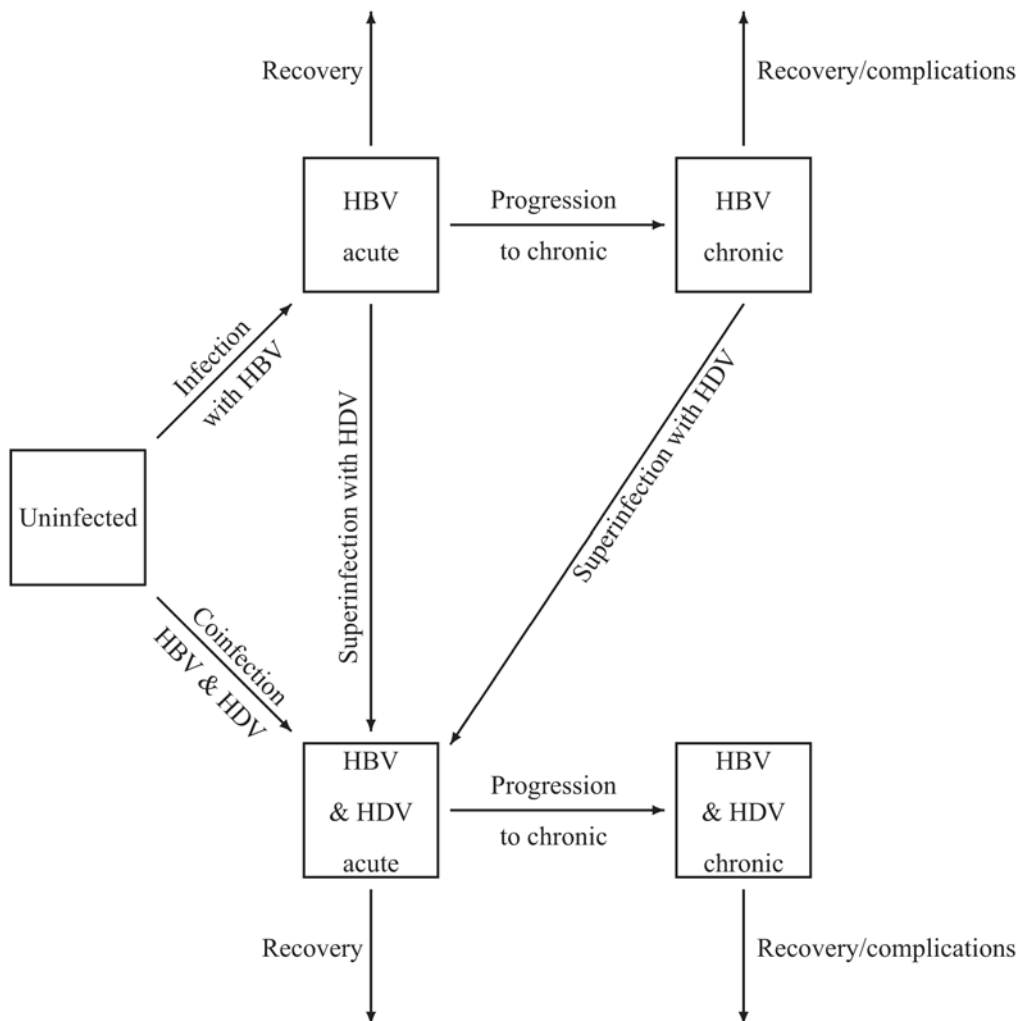 Recovery
Recovery/complications
HBV
acute
Progression
to chronic
HBV
chronic
Infection
with HBV
Superinfection with HDV
Superinfection with HDV
Uninfected
Coinfection
HBV & HDV
HBV
& HDV
acute
Progression
to chronic
HBV
& HDV
chronic
Recovery
Recovery/complications